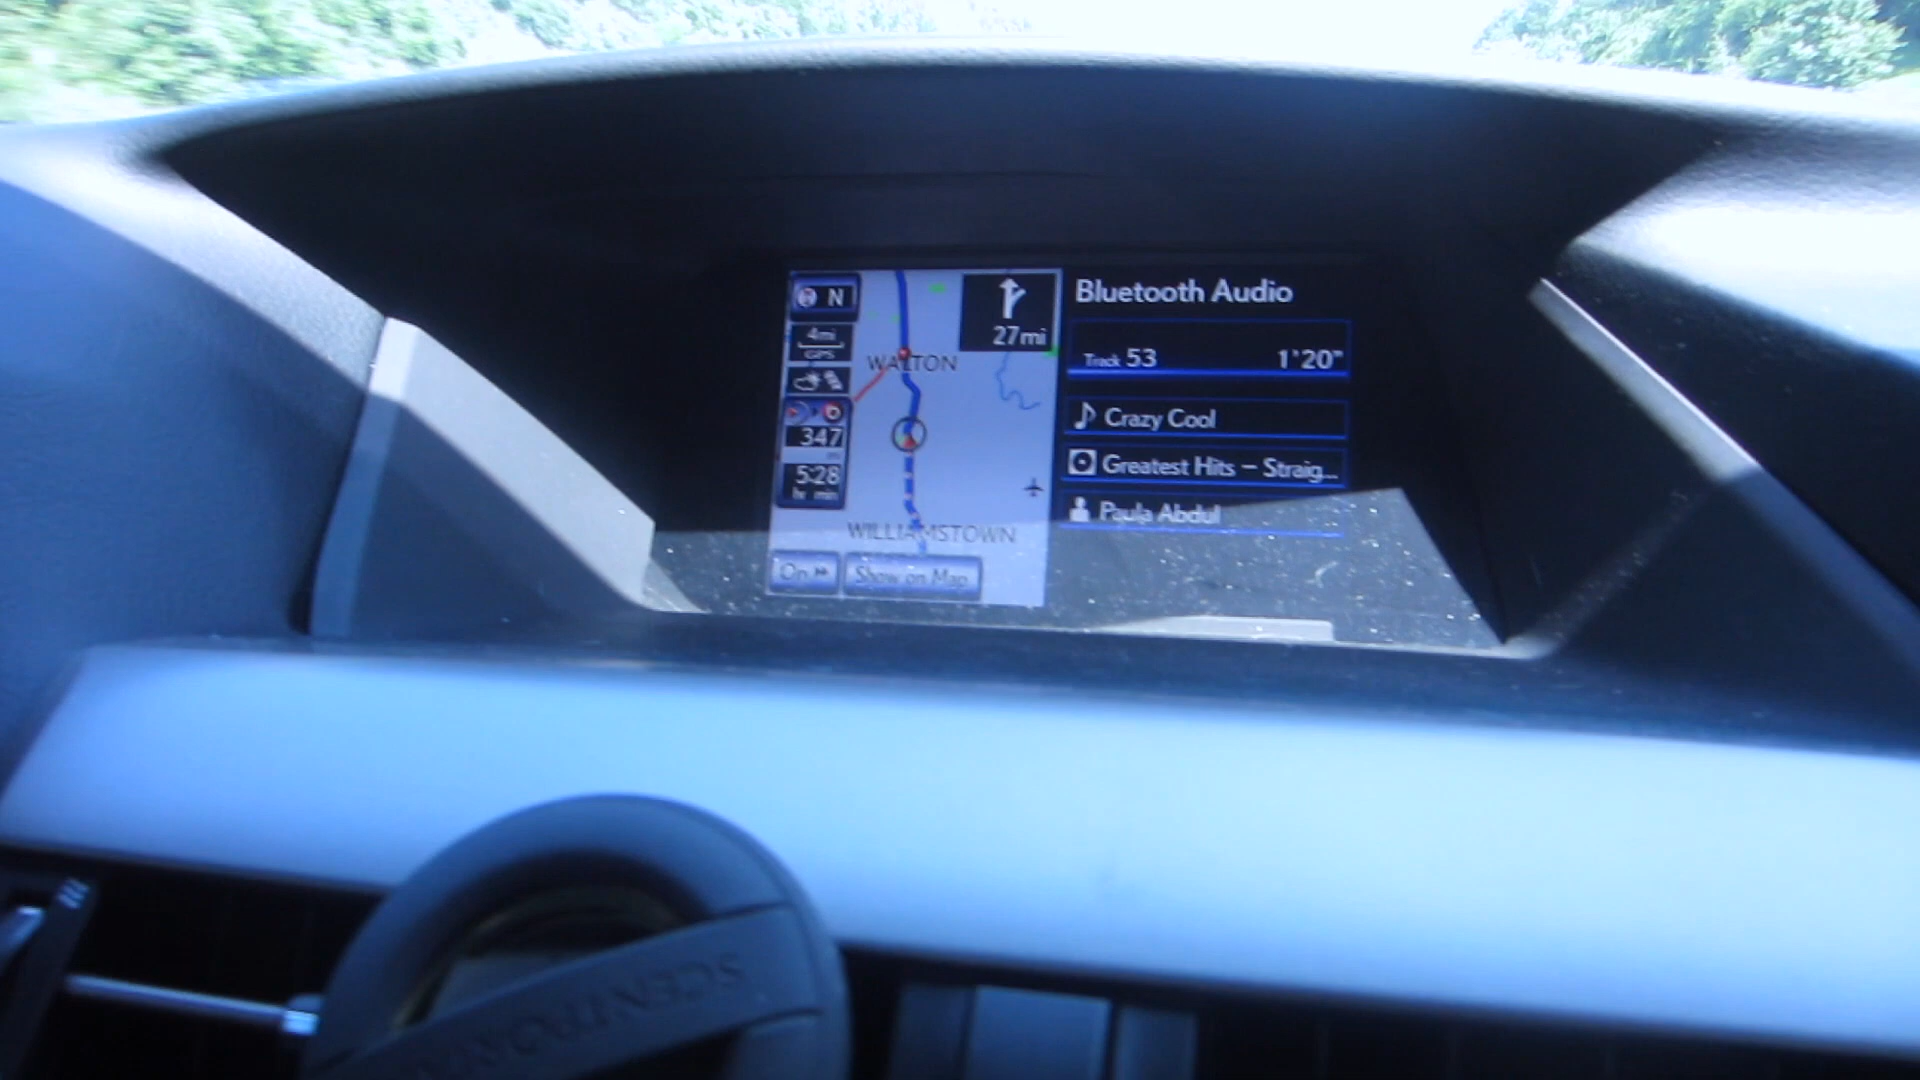 N
4mi
GPS
347
mi
5:28
hr min
27mi
WALTON
WILLIAMSTOWN
On
Show on Map
Bluetooth Audio
Track 53 1'20"
Crazy Cool
Greatest Hits – Straig...
Paula Abdul